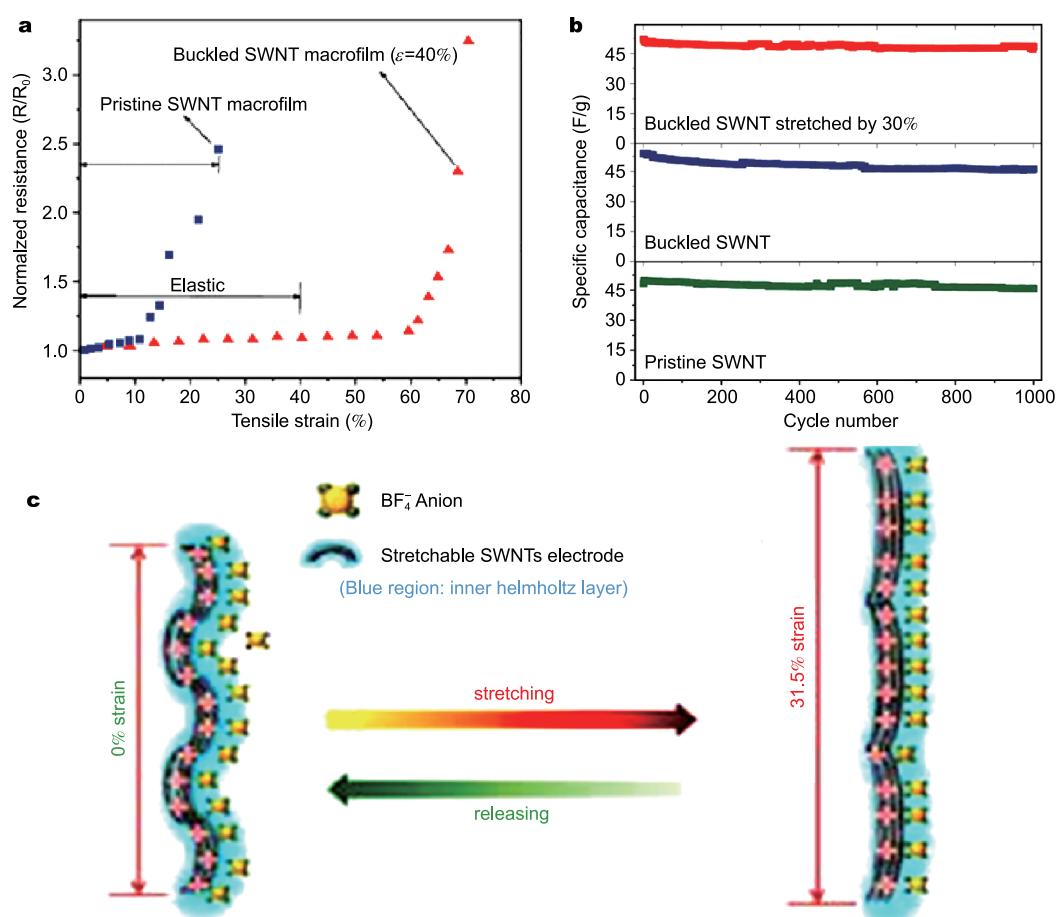 a
Normalized resistance (R/R₀)
3.0
2.5
2.0
1.5
1.0
Buckled SWNT macrofilm (ε=40%)
Pristine SWNT macrofilm
Elastic
0 10 20 30 40 50 60 70 80
Tensile strain (%)
b
Specific capacitance (F/g)
45
30
15
0
Buckled SWNT stretched by 30%
45
30
15
0
Buckled SWNT
45
30
15
0
Pristine SWNT
0 200 400 600 800 1000
Cycle number
c
BF₄⁻ Anion
Stretchable SWNTs electrode
(Blue region: inner helmholtz layer)
0% strain
stretching
releasing
31.5% strain